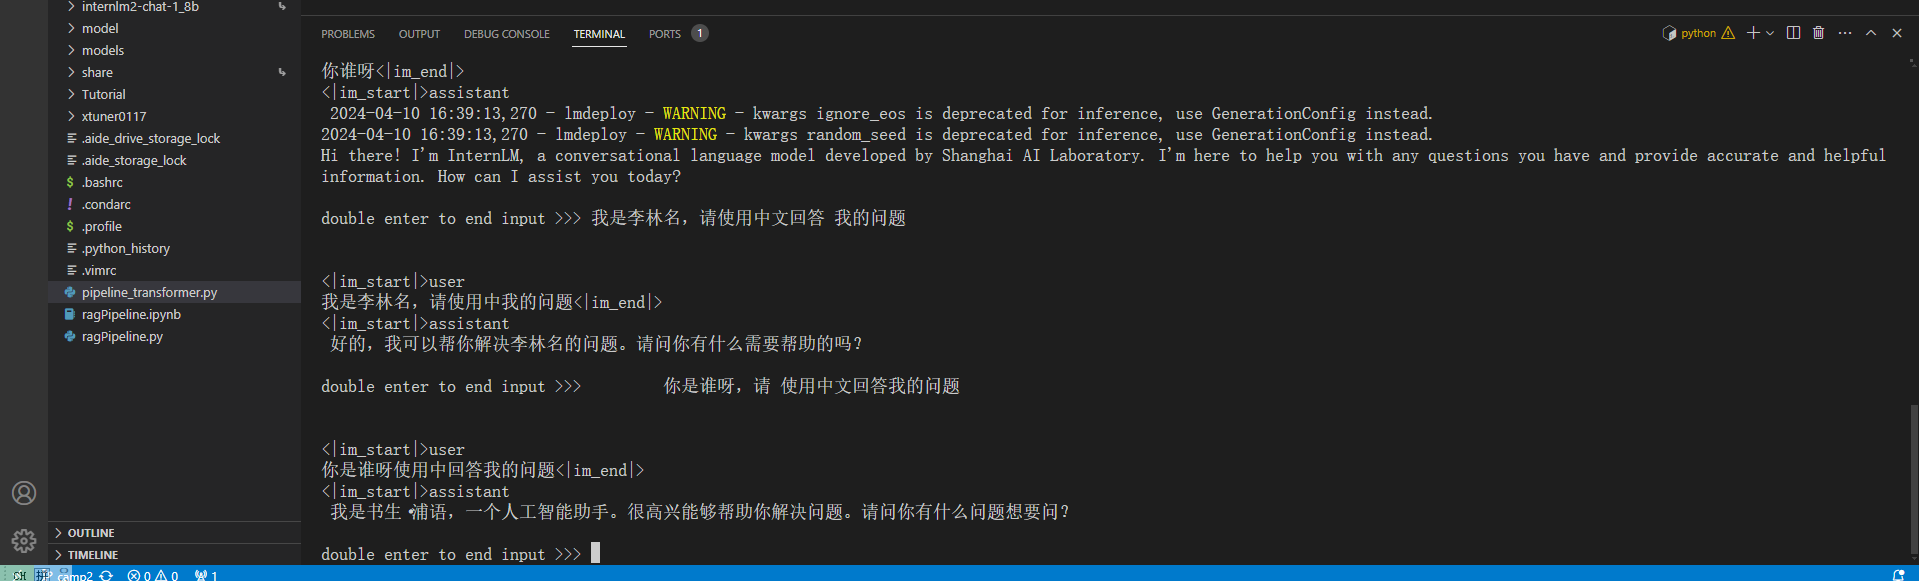 internlm2-chat-1_8b
model
models
share
Tutorial
xtuner0117
.aide_drive_storage_lock
.aide_storage_lock
.bashrc
.condarc
.profile
.python_history
.vimrc
pipeline_transformer.py
ragPipeline.ipynb
ragPipeline.py
OUTLINE
TIMELINE
PROBLEMS OUTPUT DEBUG CONSOLE TERMINAL PORTS 1
python
你谁呀<|im_end|>
<|im_start|>assistant
2024-04-10 16:39:13,270 - lmdeploy - WARNING - kwargs ignore_eos is deprecated for inference, use GenerationConfig instead.
2024-04-10 16:39:13,270 - lmdeploy - WARNING - kwargs random_seed is deprecated for inference, use GenerationConfig instead.
Hi there! I'm InternLM, a conversational language model developed by Shanghai AI Laboratory. I'm here to help you with any questions you have and provide accurate and helpful
information. How can I assist you today?
double enter to end input >>> 我是李林名，请使用中文回答 我的问题
<|im_start|>user
我是李林名，请使用中我的问题<|im_end|>
<|im_start|>assistant
好的，我可以帮你解决李林名的问题。请问你有什么需要帮助的吗？
double enter to end input >>> 你是谁呀，请 使用中文回答我的问题
<|im_start|>user
你是谁呀使用中回答我的问题<|im_end|>
<|im_start|>assistant
我是书生·浦语，一个人工智能助手。很高兴能够帮助你解决问题。请问你有什么问题想要问？
double enter to end input >>>
CH 拼 camp2 0 0 1